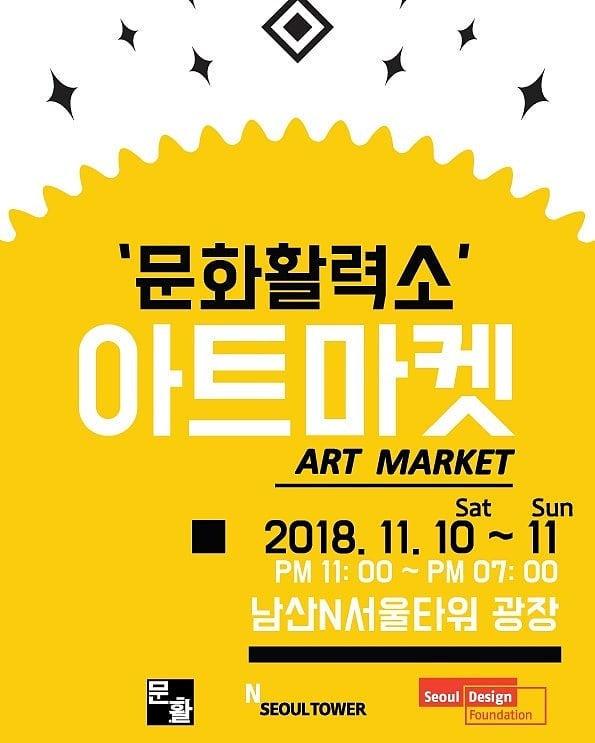 '문화활력소'
아트마켓
ART MARKET
Sat Sun
2018. 11. 10 ~ 11
PM 11: 00 ~ PM 07: 00
남산N서울타워 광장
문활
N SEOULTOWER
Seoul Design Foundation